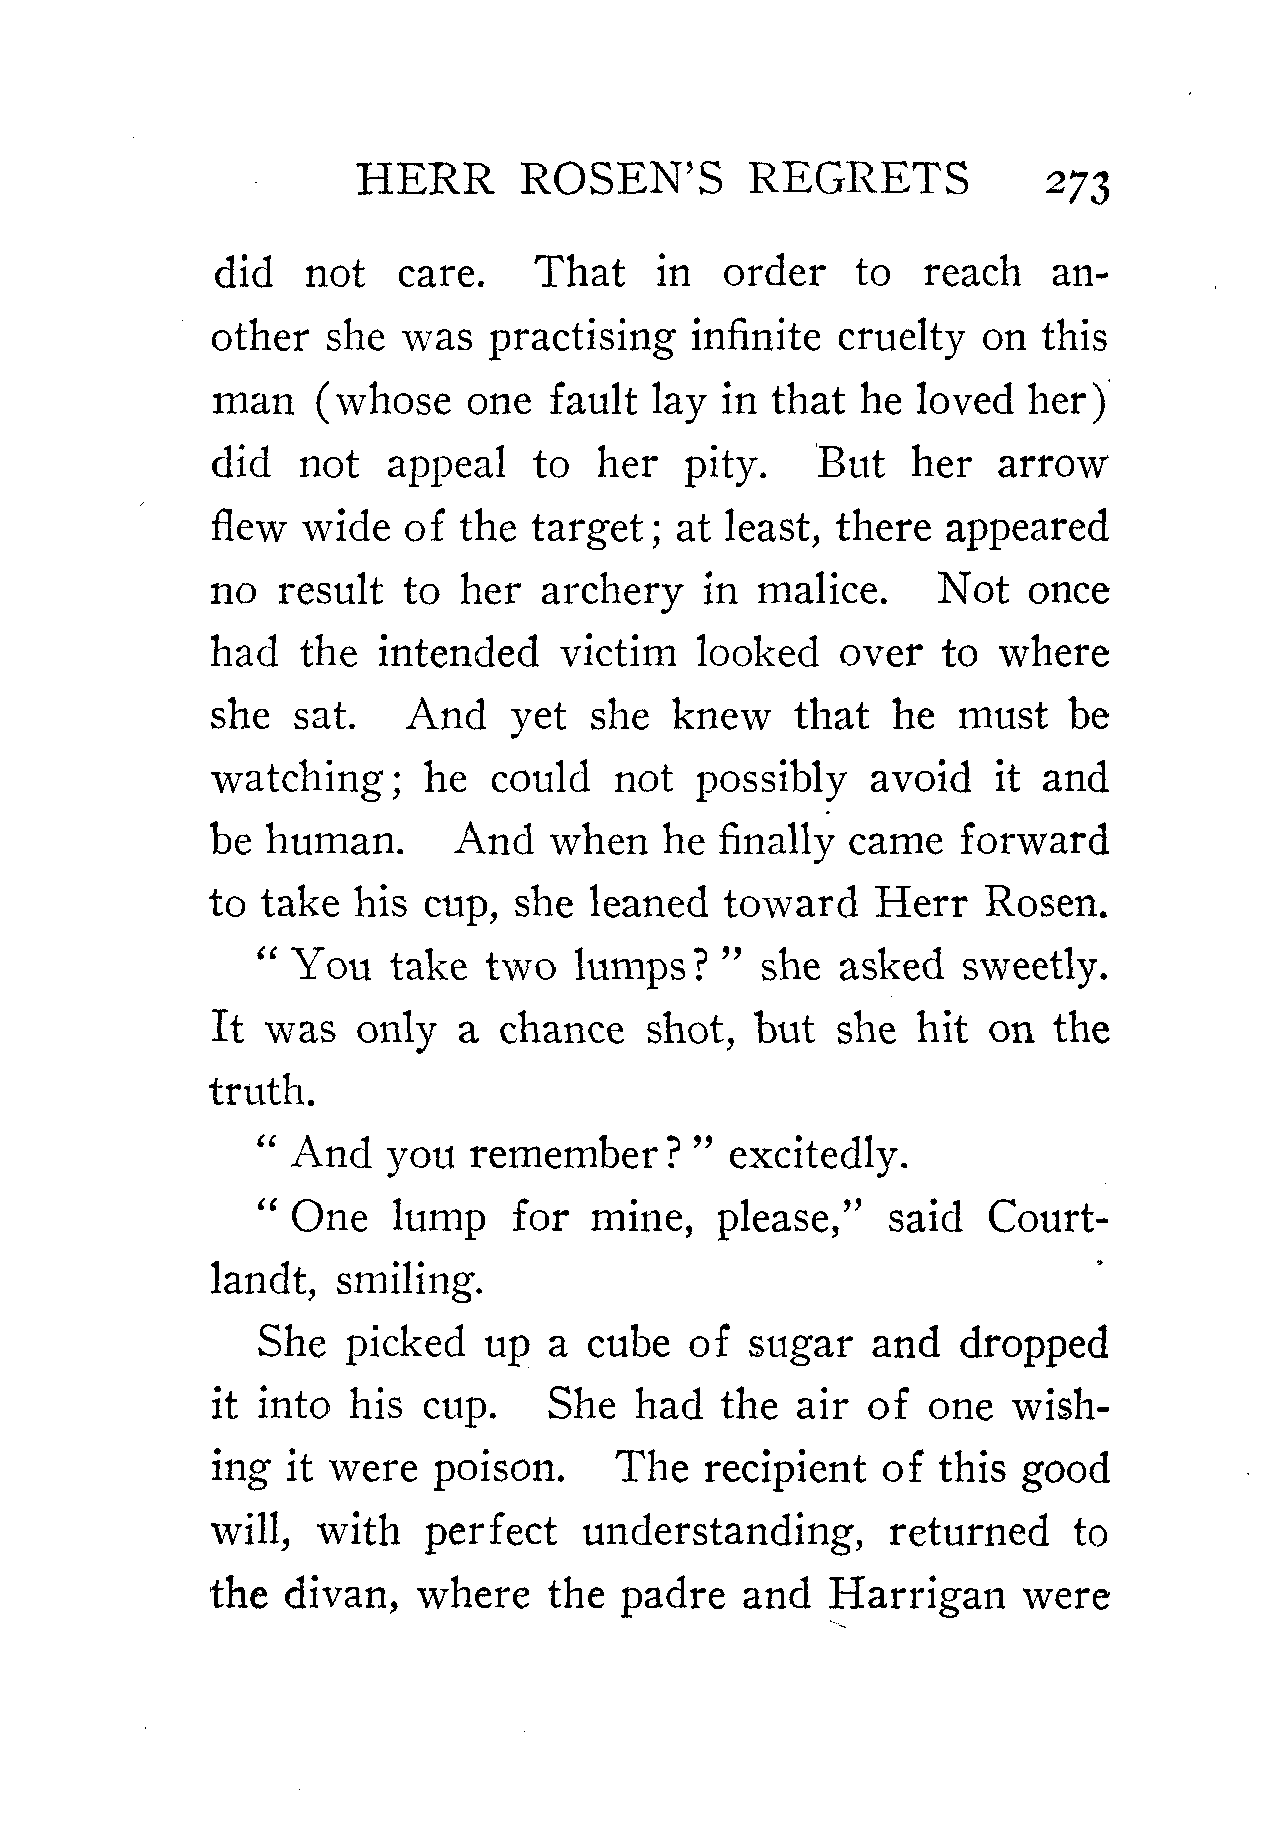 HERR ROSEN'S REGRETS 273
did not care. That in order to reach an-
other she was practising infinite cruelty on this
man (whose one fault lay in that he loved her)
did not appeal to her pity. But her arrow
flew wide of the target; at least, there appeared
no result to her archery in malice. Not once
had the intended victim looked over to where
she sat. And yet she knew that he must be
watching; he could not possibly avoid it and
be human. And when he finally came forward
to take his cup, she leaned toward Herr Rosen.
“ You take two lumps? ” she asked sweetly.
It was only a chance shot, but she hit on the
truth.
“ And you remember? ” excitedly.
“ One lump for mine, please,” said Court-
landt, smiling.
She picked up a cube of sugar and dropped
it into his cup. She had the air of one wish-
ing it were poison. The recipient of this good
will, with perfect understanding, returned to
the divan, where the padre and Harrigan were